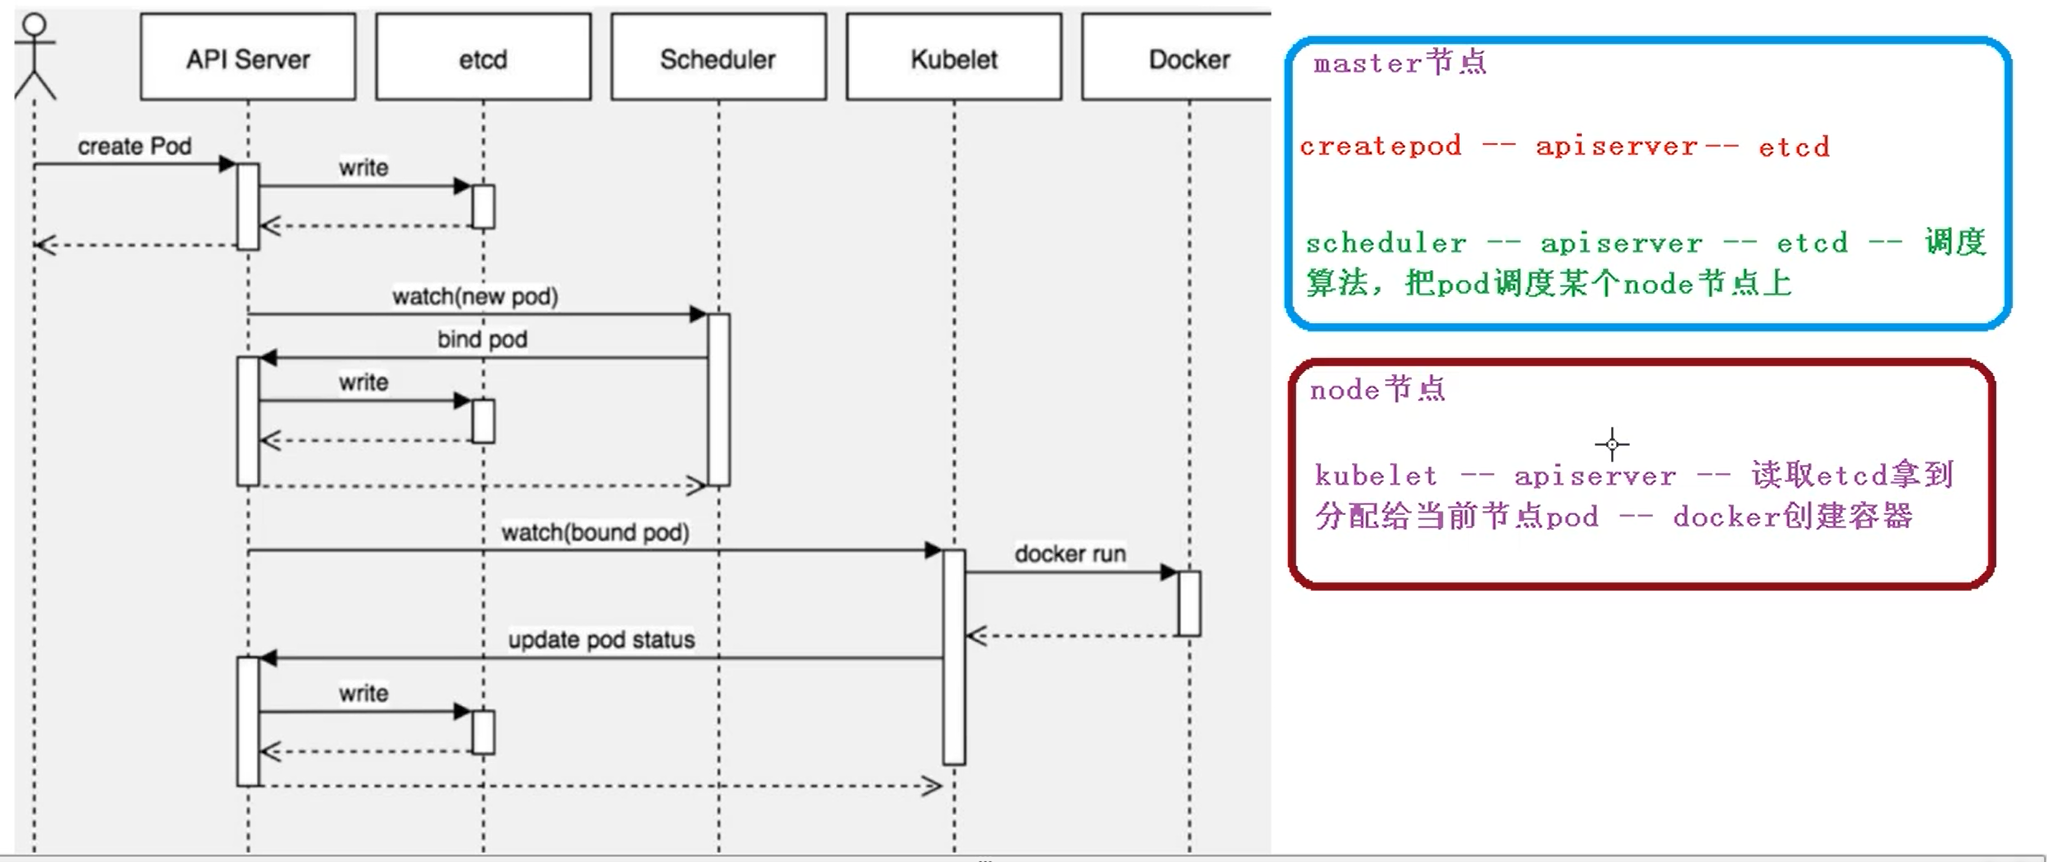 API Server
etcd
Scheduler
Kubelet
Docker
create Pod
write
watch(new pod)
bind pod
write
watch(bound pod)
docker run
update pod status
write
master节点
createpod -- apiserver-- etcd
scheduler -- apiserver -- etcd -- 调度
算法，把pod调度某个node节点上
node节点
kubelet -- apiserver -- 读取etcd拿到
分配给当前节点pod -- docker创建容器